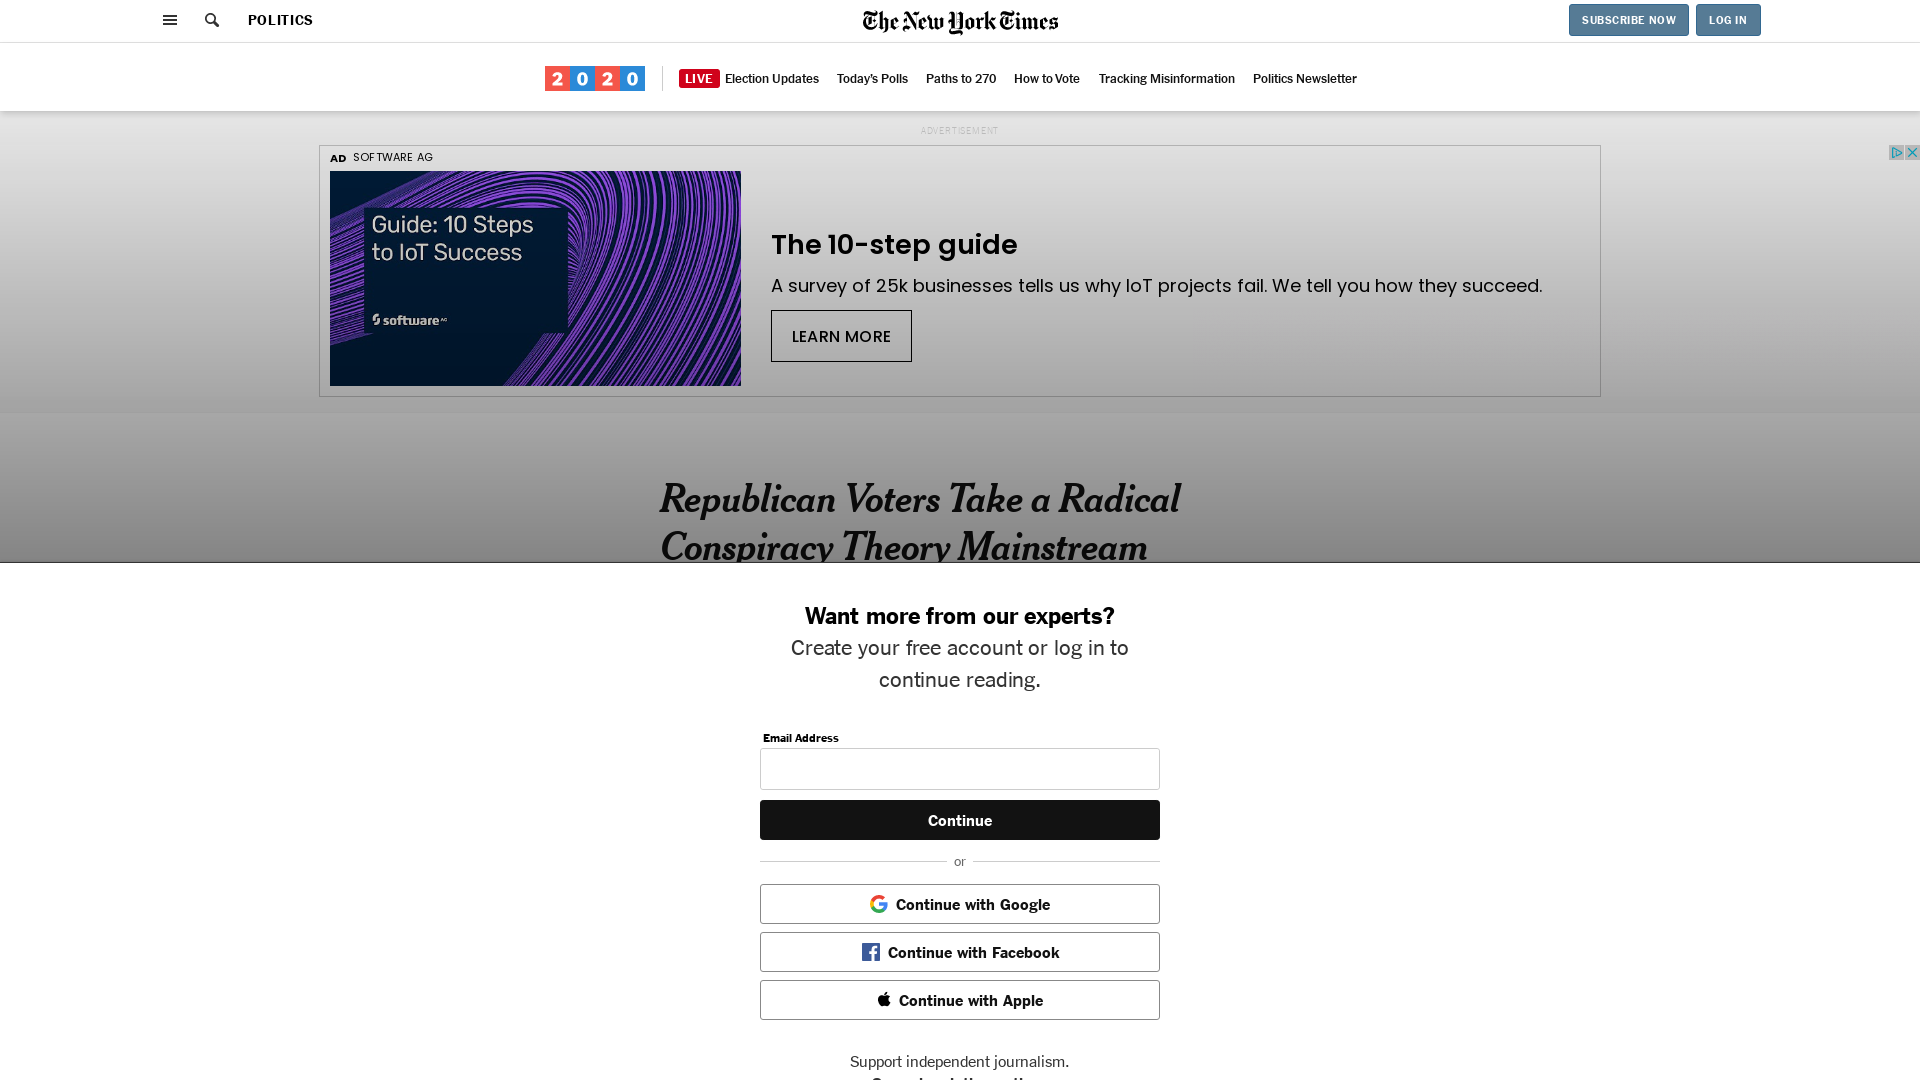 POLITICS
The New York Times
SUBSCRIBE NOW
LOG IN
2020
LIVE Election Updates
Today's Polls
Paths to 270
How to Vote
Tracking Misinformation
Politics Newsletter
ADVERTISEMENT
AD SOFTWARE AG
Guide: 10 Steps
to IoT Success
software AG
The 10-step guide
A survey of 25k businesses tells us why IoT projects fail. We tell you how they succeed.
LEARN MORE
Republican Voters Take a Radical
Conspiracy Theory Mainstream
Want more from our experts?
Create your free account or log in to
continue reading.
Email Address
Continue
or
Continue with Google
Continue with Facebook
Continue with Apple
Support independent journalism.